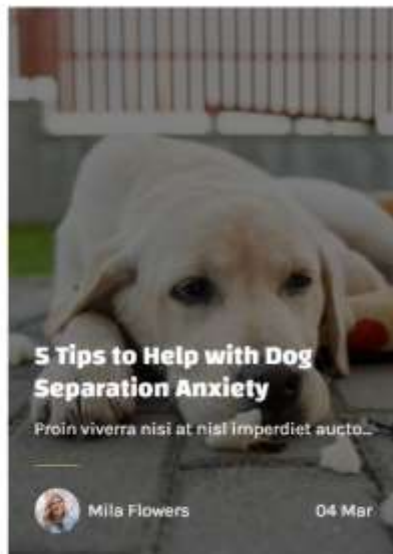 5 Tips to Help with Dog
Separation Anxiety
Proin viverra nisi at nisl imperdiet aucto...
Mila Flowers
04 Mar